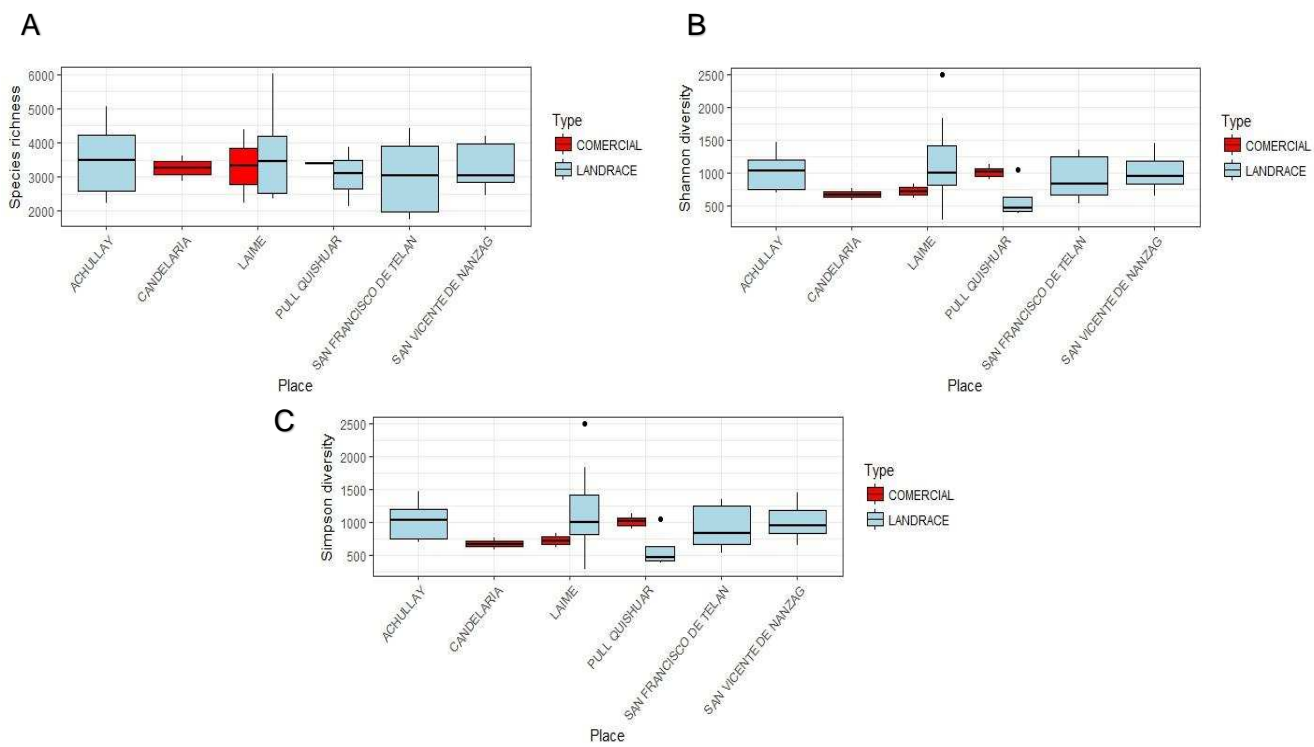 A
Species richness
6000
5000
4000
3000
2000
ACHULLAY
CANDELARIA
LAIME
PULL QUISHUAR
SAN FRANCISCO DE TELAN
SAN VICENTE DE NANZAG
Place
Type
COMERCIAL
LANDRACE
B
Shannon diversity
2500
2000
1500
1000
500
ACHULLAY
CANDELARIA
LAIME
PULL QUISHUAR
SAN FRANCISCO DE TELAN
SAN VICENTE DE NANZAG
Place
Type
COMERCIAL
LANDRACE
C
Simpson diversity
2500
2000
1500
1000
500
ACHULLAY
CANDELARIA
LAIME
PULL QUISHUAR
SAN FRANCISCO DE TELAN
SAN VICENTE DE NANZAG
Place
Type
COMERCIAL
LANDRACE